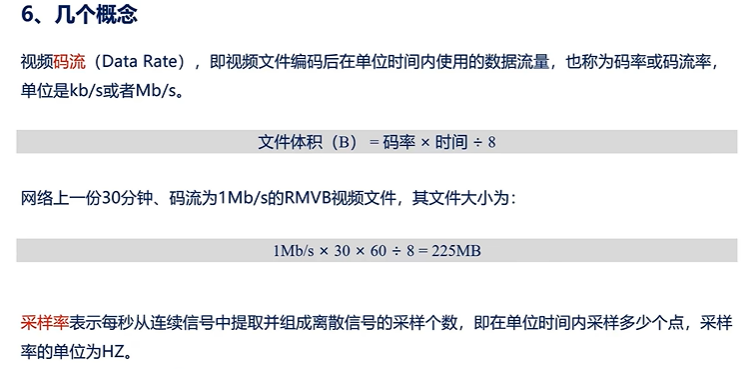 6、几个概念
视频码流（Data Rate），即视频文件编码后在单位时间内使用的数据流量，也称为码率或码流率，
单位是kb/s或者Mb/s。
文件体积（B） = 码率 × 时间 ÷ 8
网络上一份30分钟、码流为1Mb/s的RMVB视频文件，其文件大小为：
1Mb/s × 30 × 60 ÷ 8 = 225MB
采样率表示每秒从连续信号中提取并组成离散信号的采样个数，即在单位时间内采样多少个点，采样
率的单位为HZ。